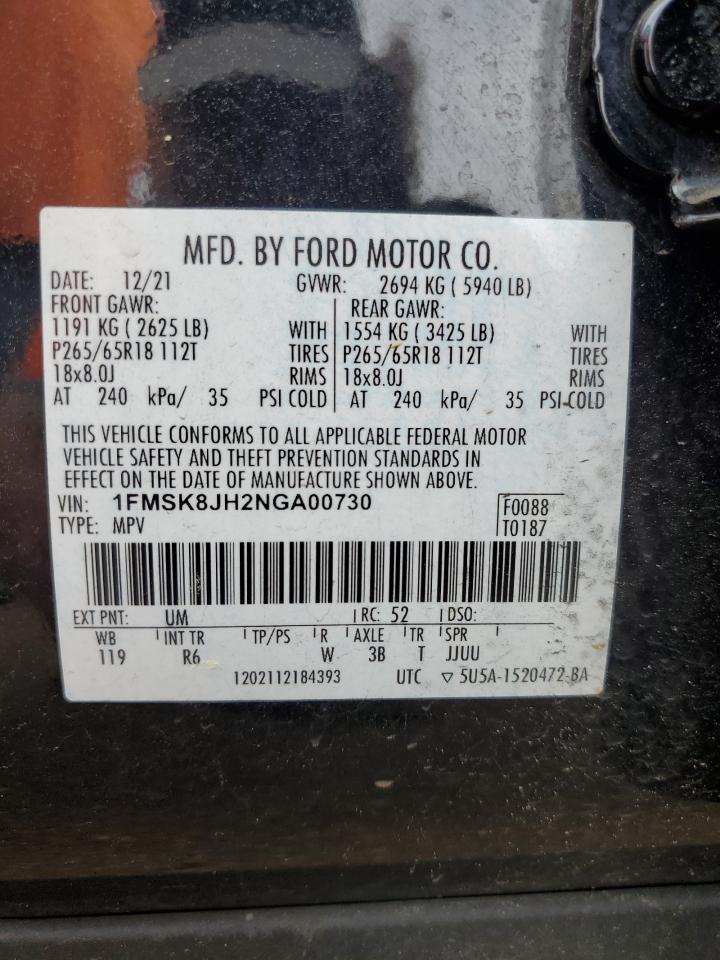 MFD. BY FORD MOTOR CO.
DATE: 12/21 GVWR: 2694 KG ( 5940 LB)
FRONT GAWR: REAR GAWR:
1191 KG ( 2625 LB) WITH 1554 KG ( 3425 LB) WITH
P265/65R18 112T TIRES P265/65R18 112T TIRES
18x8.0J RIMS 18x8.0J RIMS
AT 240 kPa/ 35 PSI COLD AT 240 kPa/ 35 PSI COLD
THIS VEHICLE CONFORMS TO ALL APPLICABLE FEDERAL MOTOR
VEHICLE SAFETY AND THEFT PREVENTION STANDARDS IN
EFFECT ON THE DATE OF MANUFACTURE SHOWN ABOVE.
VIN: 1FMSK8JH2NGA00730 F0088
TYPE: MPV T0187
EXT PNT: UM RC: 52 DSO:
WB INT TR TP/PS R AXLE TR SPR
119 R6 W 3B T JJUU
1202112184393 UTC ▽ 5U5A-1520472-BA